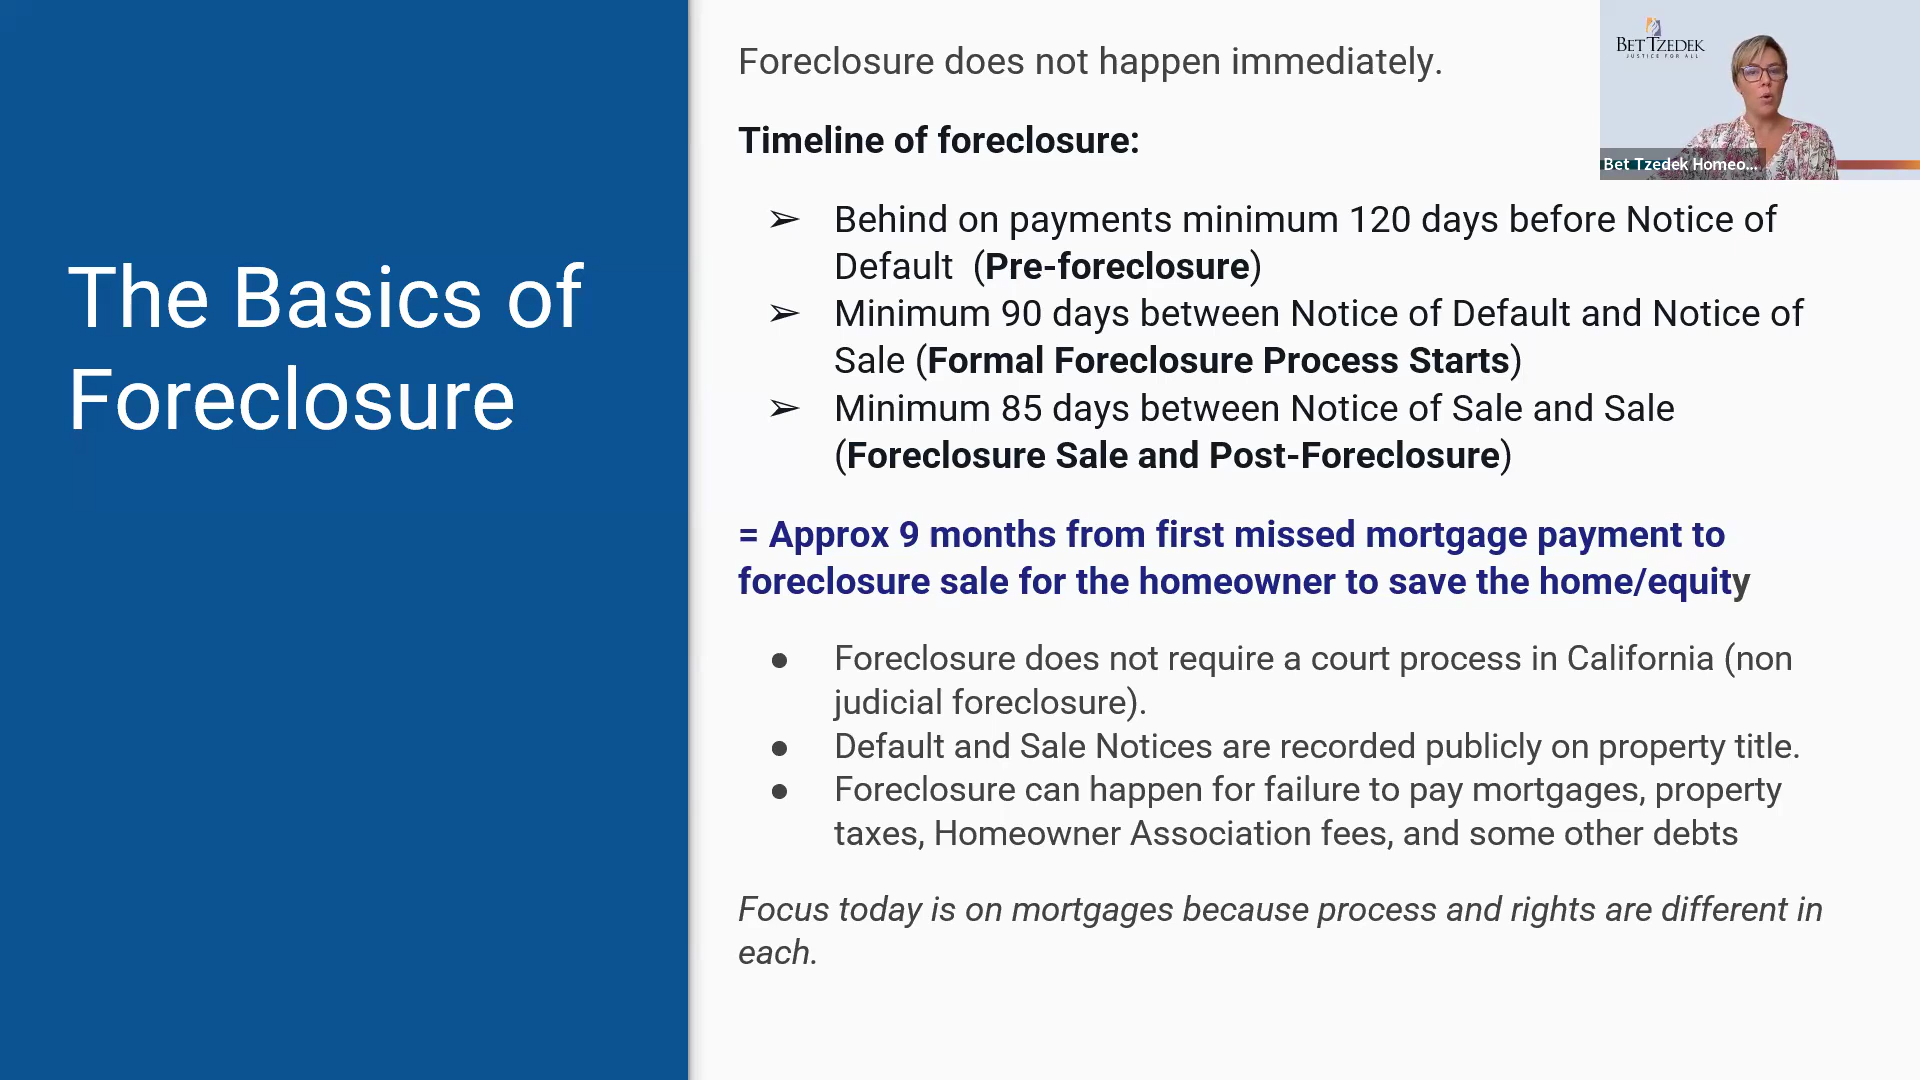 The Basics of
Foreclosure
Foreclosure does not happen immediately.
Timeline of foreclosure:
➢ Behind on payments minimum 120 days before Notice of
Default (Pre-foreclosure)
➢ Minimum 90 days between Notice of Default and Notice of
Sale (Formal Foreclosure Process Starts)
➢ Minimum 85 days between Notice of Sale and Sale
(Foreclosure Sale and Post-Foreclosure)
= Approx 9 months from first missed mortgage payment to
foreclosure sale for the homeowner to save the home/equity
● Foreclosure does not require a court process in California (non
judicial foreclosure).
● Default and Sale Notices are recorded publicly on property title.
● Foreclosure can happen for failure to pay mortgages, property
taxes, Homeowner Association fees, and some other debts
Focus today is on mortgages because process and rights are different in
each.
BET TZEDEK
JUSTICE FOR ALL
Bet Tzedek Homeo...